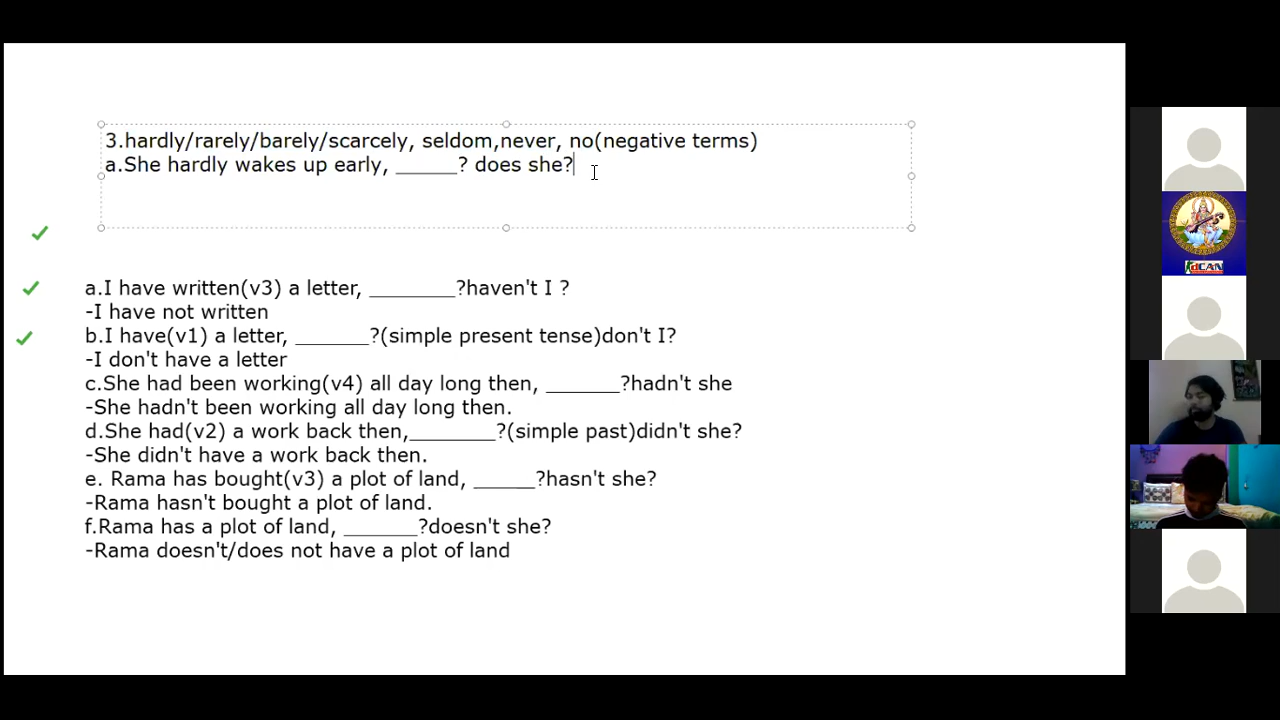 3.hardly/rarely/barely/scarcely, seldom,never, no(negative terms)
a.She hardly wakes up early, ______? does she?
a.I have written(v3) a letter, ________?haven't I ?
-I have not written
b.I have(v1) a letter, _______?(simple present tense)don't I?
-I don't have a letter
c.She had been working(v4) all day long then, _______?hadn't she
-She hadn't been working all day long then.
d.She had(v2) a work back then,________?(simple past)didn't she?
-She didn't have a work back then.
e. Rama has bought(v3) a plot of land, ______?hasn't she?
-Rama hasn't bought a plot of land.
f.Rama has a plot of land, _______?doesn't she?
-Rama doesn't/does not have a plot of land